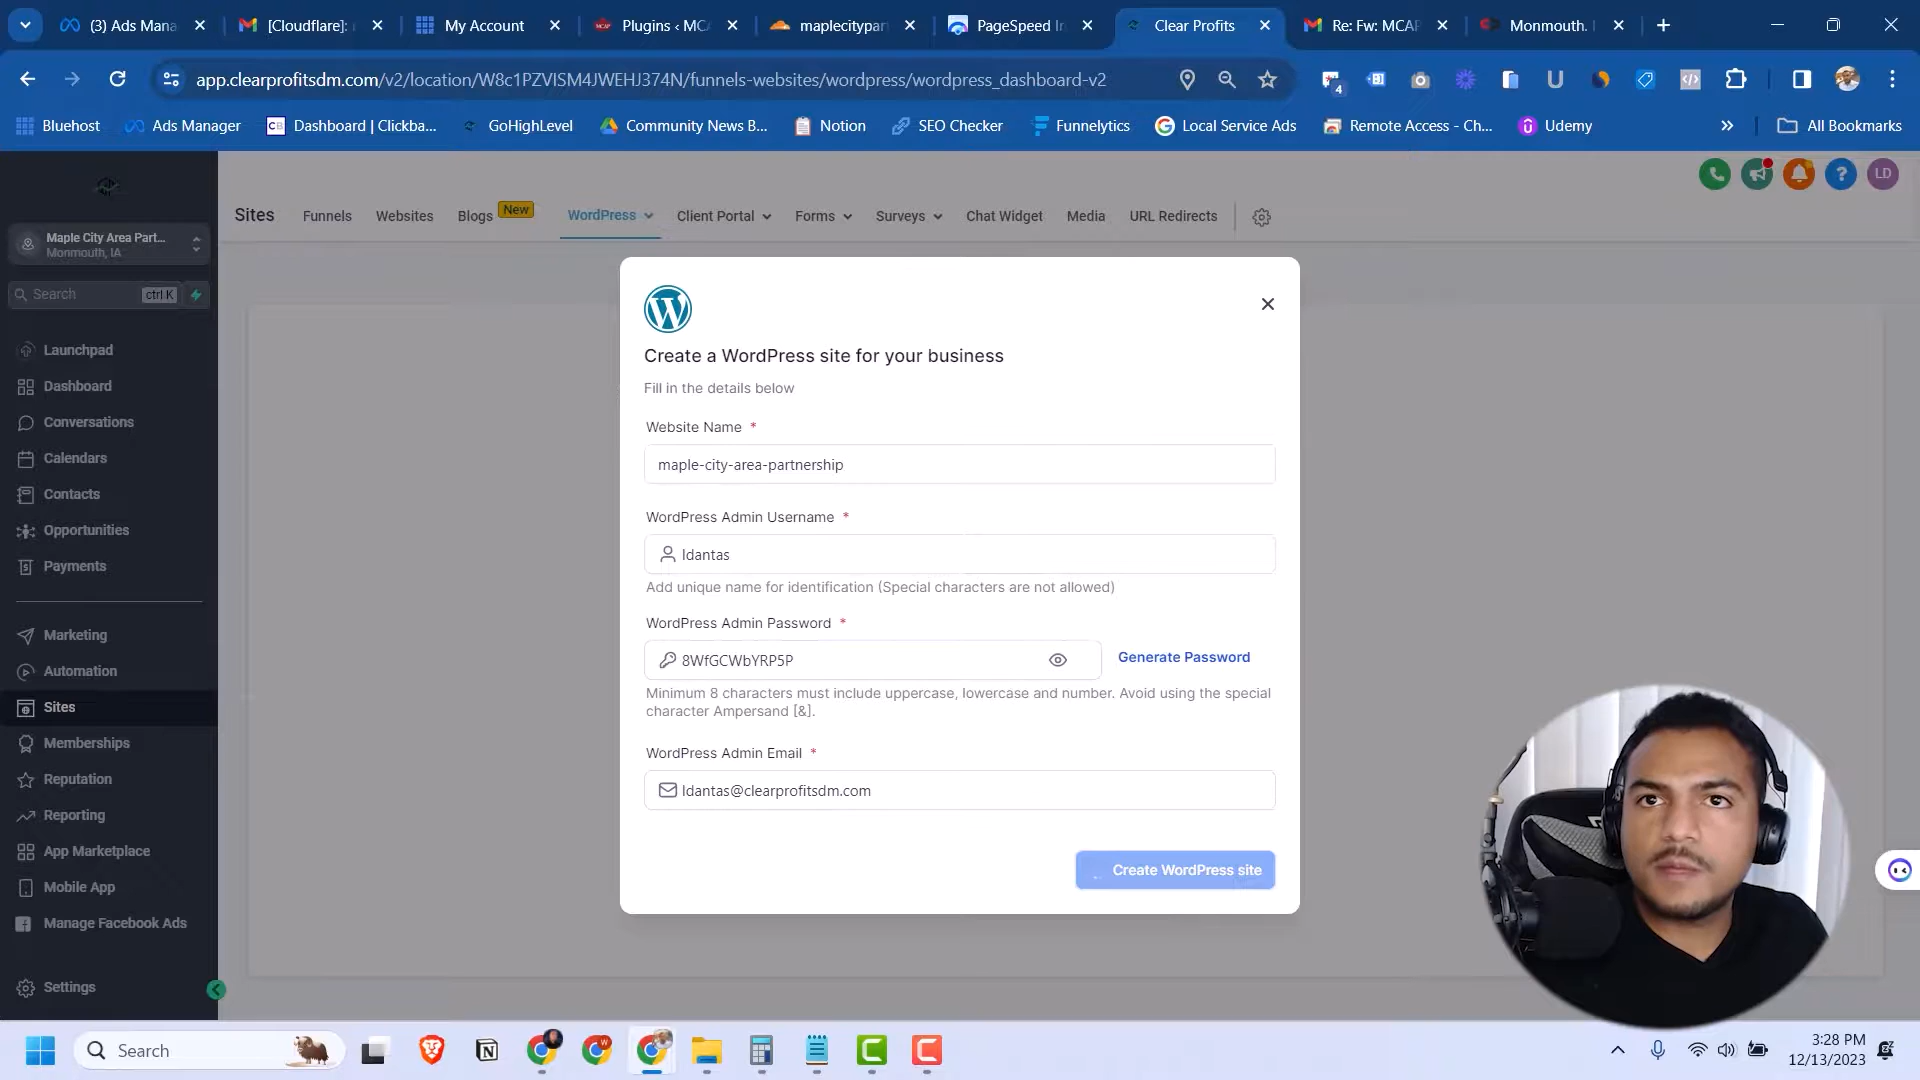 (3) Ads Mana
[Cloudflare]:
My Account
Plugins ‹ MCA
maplecitypar
PageSpeed In
Clear Profits
Re: Fw: MCAP
Monmouth.
app.clearprofitsdm.com/v2/location/W8c1PZVISM4JWEHJ374N/funnels-websites/wordpress/wordpress_dashboard-v2
4
Bluehost
Ads Manager
Dashboard | Clickba...
GoHighLevel
Community News B...
Notion
SEO Checker
Funnelytics
Local Service Ads
Remote Access - Ch...
Udemy
All Bookmarks
Maple City Area Part...
Monmouth, IA
Search
ctrl K
Launchpad
Dashboard
Conversations
Calendars
Contacts
Opportunities
Payments
Marketing
Automation
Sites
Memberships
Reputation
Reporting
App Marketplace
Mobile App
Manage Facebook Ads
Settings
Sites
Funnels
Websites
Blogs New
WordPress
Client Portal
Forms
Surveys
Chat Widget
Media
URL Redirects
LD
Create a WordPress site for your business
Fill in the details below
Website Name *
maple-city-area-partnership
WordPress Admin Username *
ldantas
Add unique name for identification (Special characters are not allowed)
WordPress Admin Password *
8WfGCWbYRP5P
Generate Password
Minimum 8 characters must include uppercase, lowercase and number. Avoid using the special
character Ampersand [&].
WordPress Admin Email *
ldantas@clearprofitsdm.com
Create WordPress site
Search
3:28 PM
12/13/2023